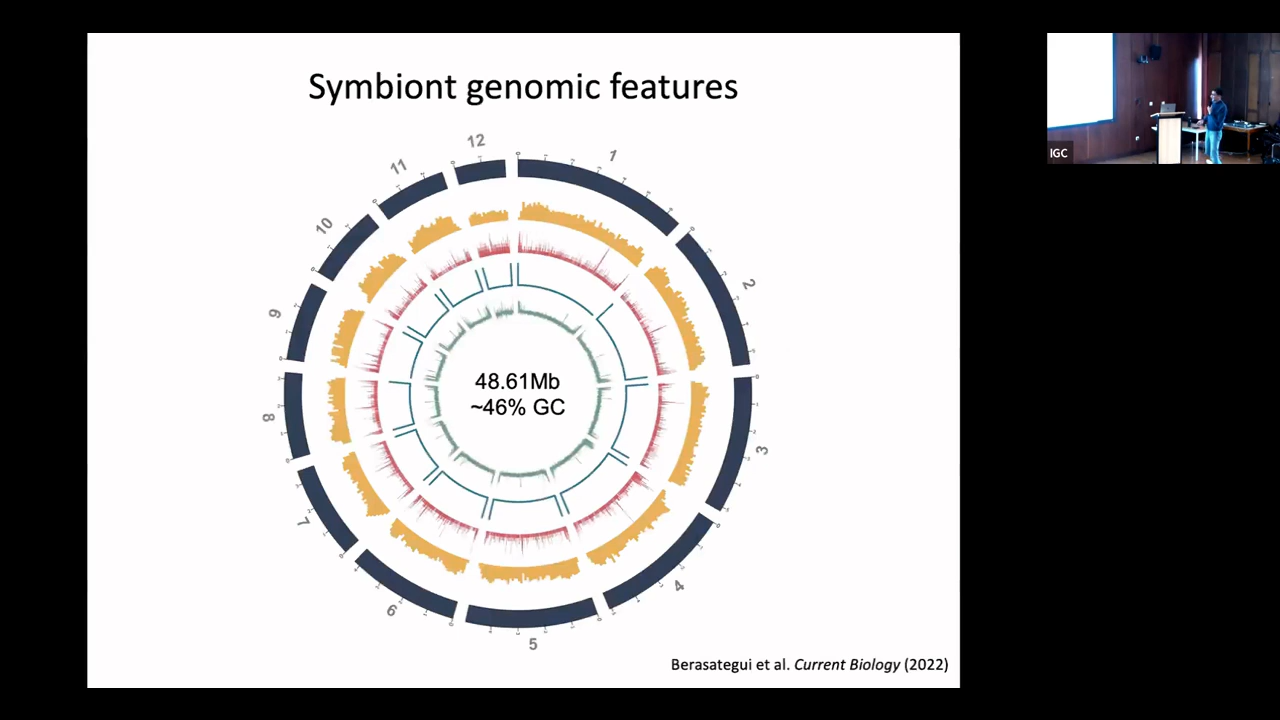 Symbiont genomic features
12
1
11
10
2
9
48.61Mb
~46% GC
8
3
7
4
6
5
Berasategui et al. Current Biology (2022)
IGC